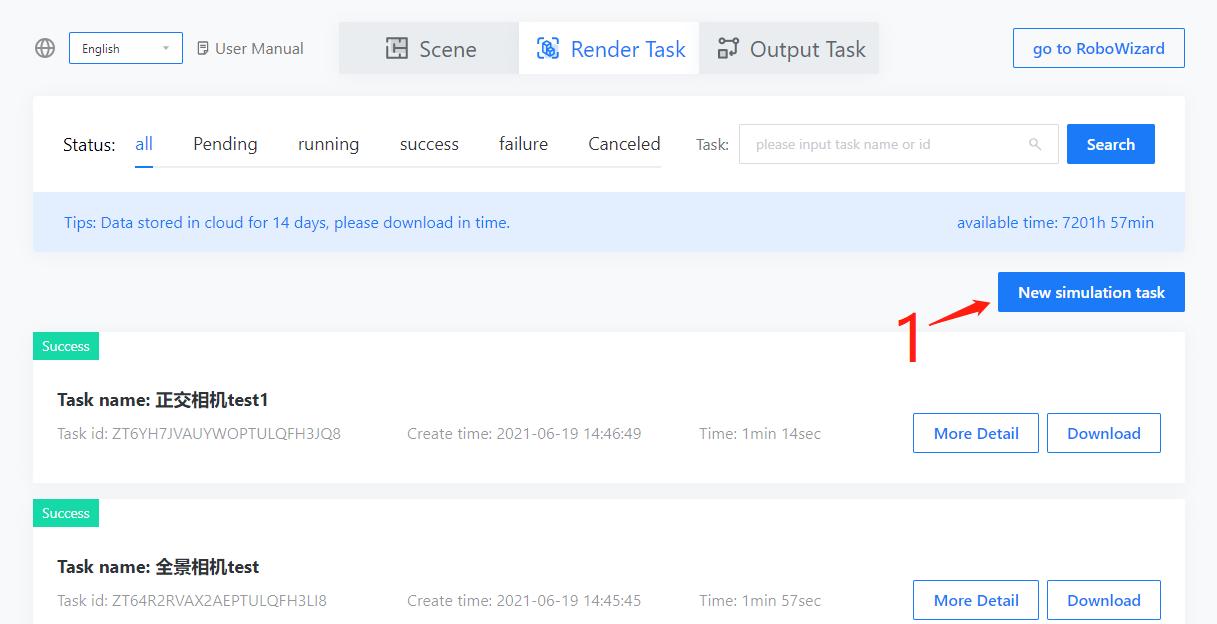 English User Manual Scene Render Task Output Task go to RoboWizard
Status: all Pending running success failure Canceled Task: please input task name or id Search
Tips: Data stored in cloud for 14 days, please download in time. available time: 7201h 57min
New simulation task
1
Success
Task name: 正交相机test1
Task id: ZT6YH7JVAUYWOPTULQFH3JQ8 Create time: 2021-06-19 14:46:49 Time: 1min 14sec More Detail Download
Success
Task name: 全景相机test
Task id: ZT64R2RVAX2AEPTULQFH3LI8 Create time: 2021-06-19 14:45:45 Time: 1min 57sec More Detail Download